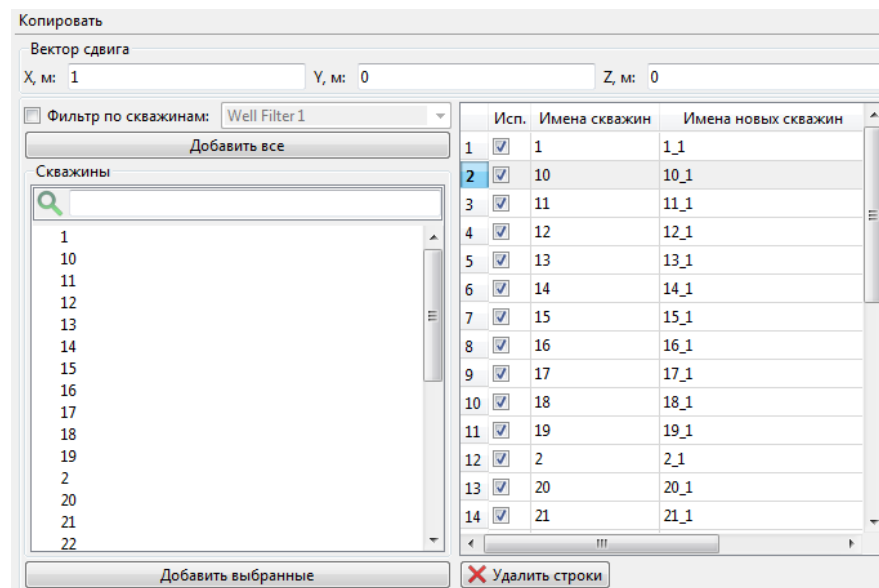 Копировать
Вектор сдвига
X, м: 1 Y, м: 0 Z, м: 0
Фильтр по скважинам: Well Filter 1
Добавить все
Скважины
1
10
11
12
13
14
15
16
17
18
19
2
20
21
22
Добавить выбранные
Исп. Имена скважин Имена новых скважин
1 1 1_1
2 10 10_1
3 11 11_1
4 12 12_1
5 13 13_1
6 14 14_1
7 15 15_1
8 16 16_1
9 17 17_1
10 18 18_1
11 19 19_1
12 2 2_1
13 20 20_1
14 21 21_1
Удалить строки